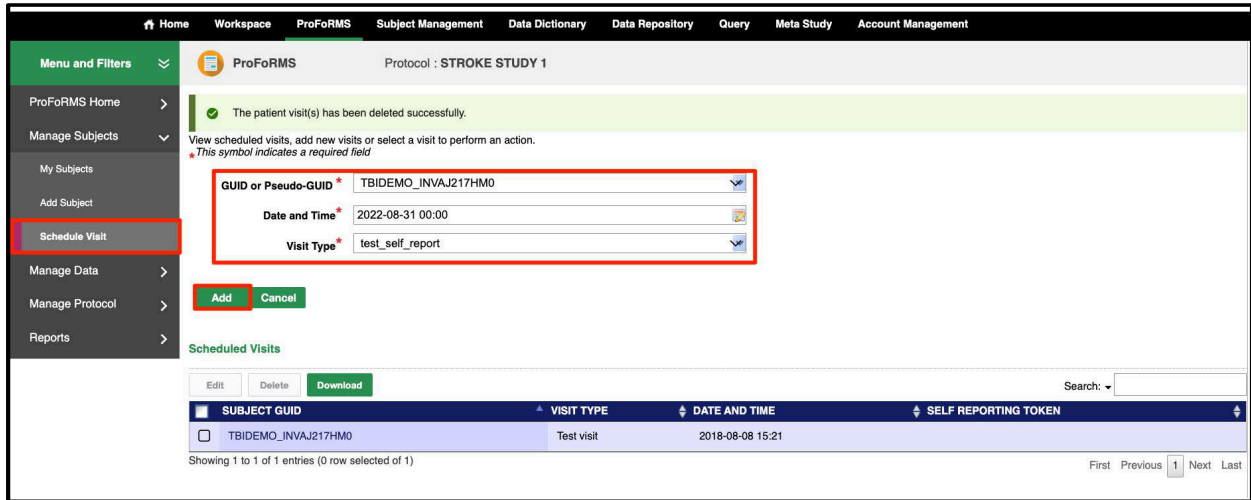 Home Workspace ProFoRMS Subject Management Data Dictionary Data Repository Query Meta Study Account Management
Menu and Filters
ProFoRMS Protocol : STROKE STUDY 1
ProFoRMS Home
Manage Subjects
My Subjects
Add Subject
Schedule Visit
Manage Data
Manage Protocol
Reports
The patient visit(s) has been deleted successfully.
View scheduled visits, add new visits or select a visit to perform an action.
*This symbol indicates a required field
GUID or Pseudo-GUID * TBIDEMO_INVAJ217HM0
Date and Time* 2022-08-31 00:00
Visit Type* test_self_report
Add Cancel
Scheduled Visits
Edit Delete Download Search:
SUBJECT GUID VISIT TYPE DATE AND TIME SELF REPORTING TOKEN
TBIDEMO_INVAJ217HM0 Test visit 2018-08-08 15:21
Showing 1 to 1 of 1 entries (0 row selected of 1) First Previous 1 Next Last